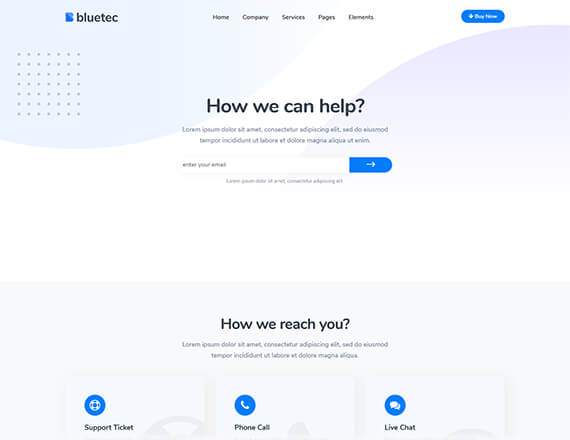 bluetec
Home Company Services Pages Elements
Buy Now
How we can help?
Lorem ipsum dolor sit amet, consectetur adipiscing elit, sed do eiusmod
tempor incididunt ut labore et dolore magna aliqua ut enim.
enter your email
Lorem ipsum dolor sit amet, consectetur adipiscing elit
How we reach you?
Lorem ipsum dolor sit amet, consectetur adipiscing elit, sed do eiusmod
tempor incididunt ut labore et dolore magna aliqua.
Support Ticket
Phone Call
Live Chat